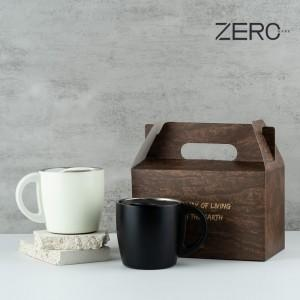 ZERO
OF LIVING
THE EARTH